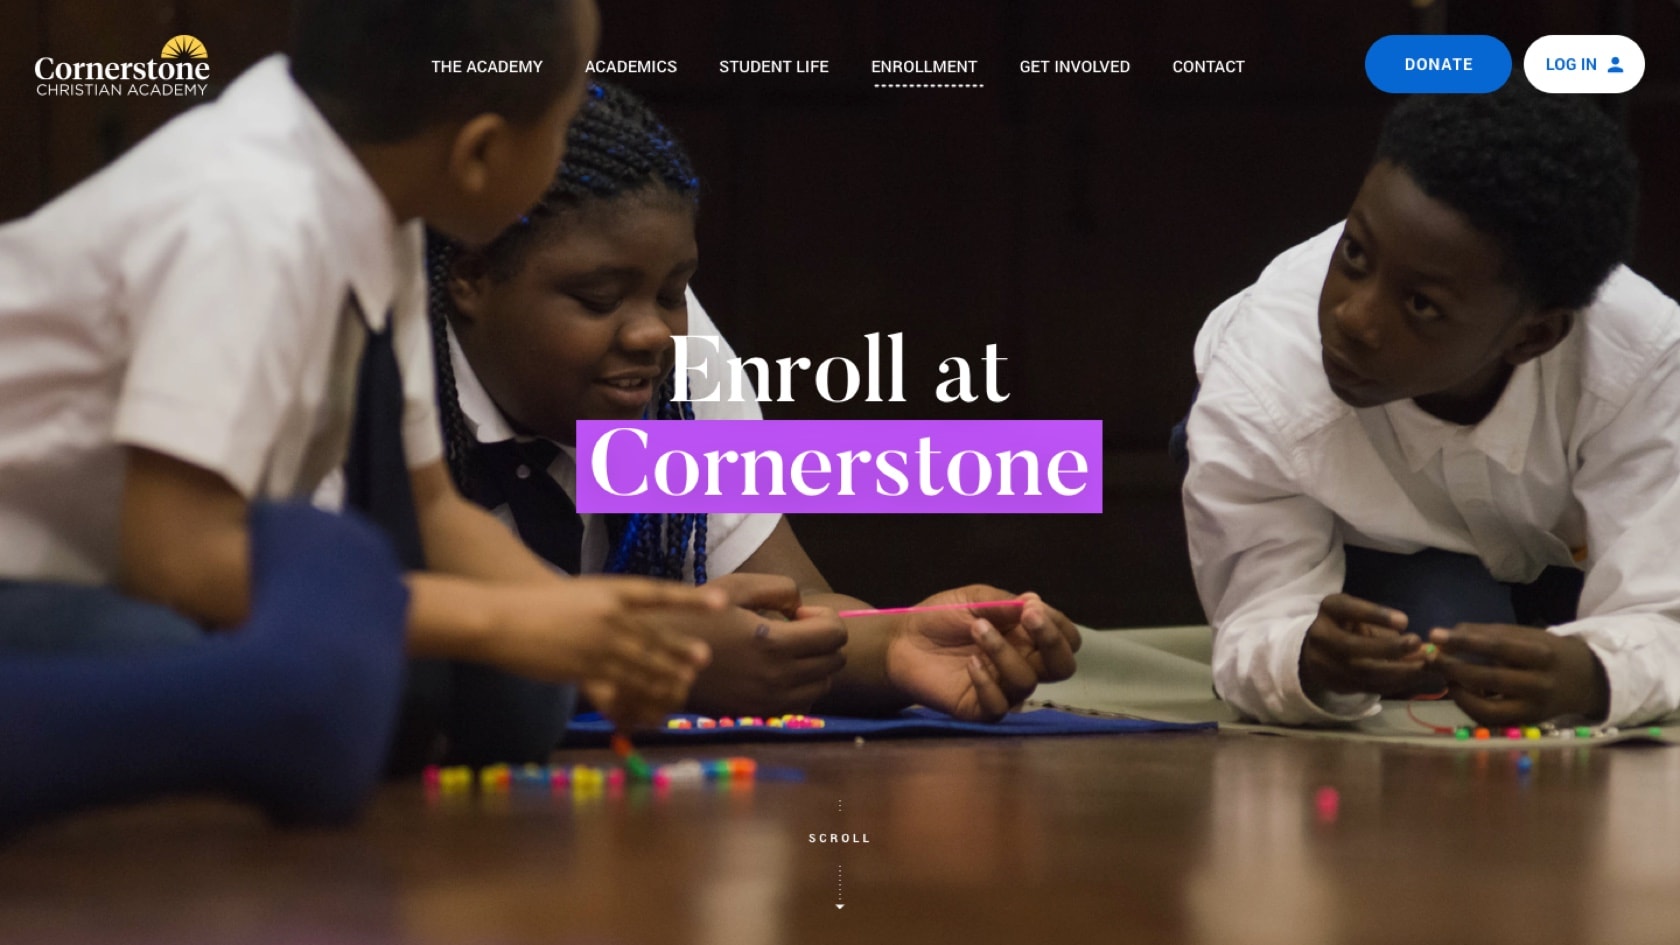 Cornerstone
CHRISTIAN ACADEMY
THE ACADEMY
ACADEMICS
STUDENT LIFE
ENROLLMENT
GET INVOLVED
CONTACT
DONATE
LOG IN
Enroll at
Cornerstone
SCROLL